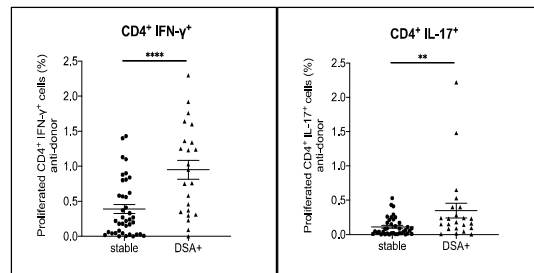 CD4⁺ IFN-γ⁺
****
Proliferated CD4⁺ IFN-γ⁺ cells (%)
anti-donor
2.5
2.0
1.5
1.0
0.5
0.0
stable
DSA+
CD4⁺ IL-17⁺
**
Proliferated CD4⁺ IL-17⁺ cells (%)
anti-donor
2.5
2.0
1.5
1.0
0.5
0.0
stable
DSA+